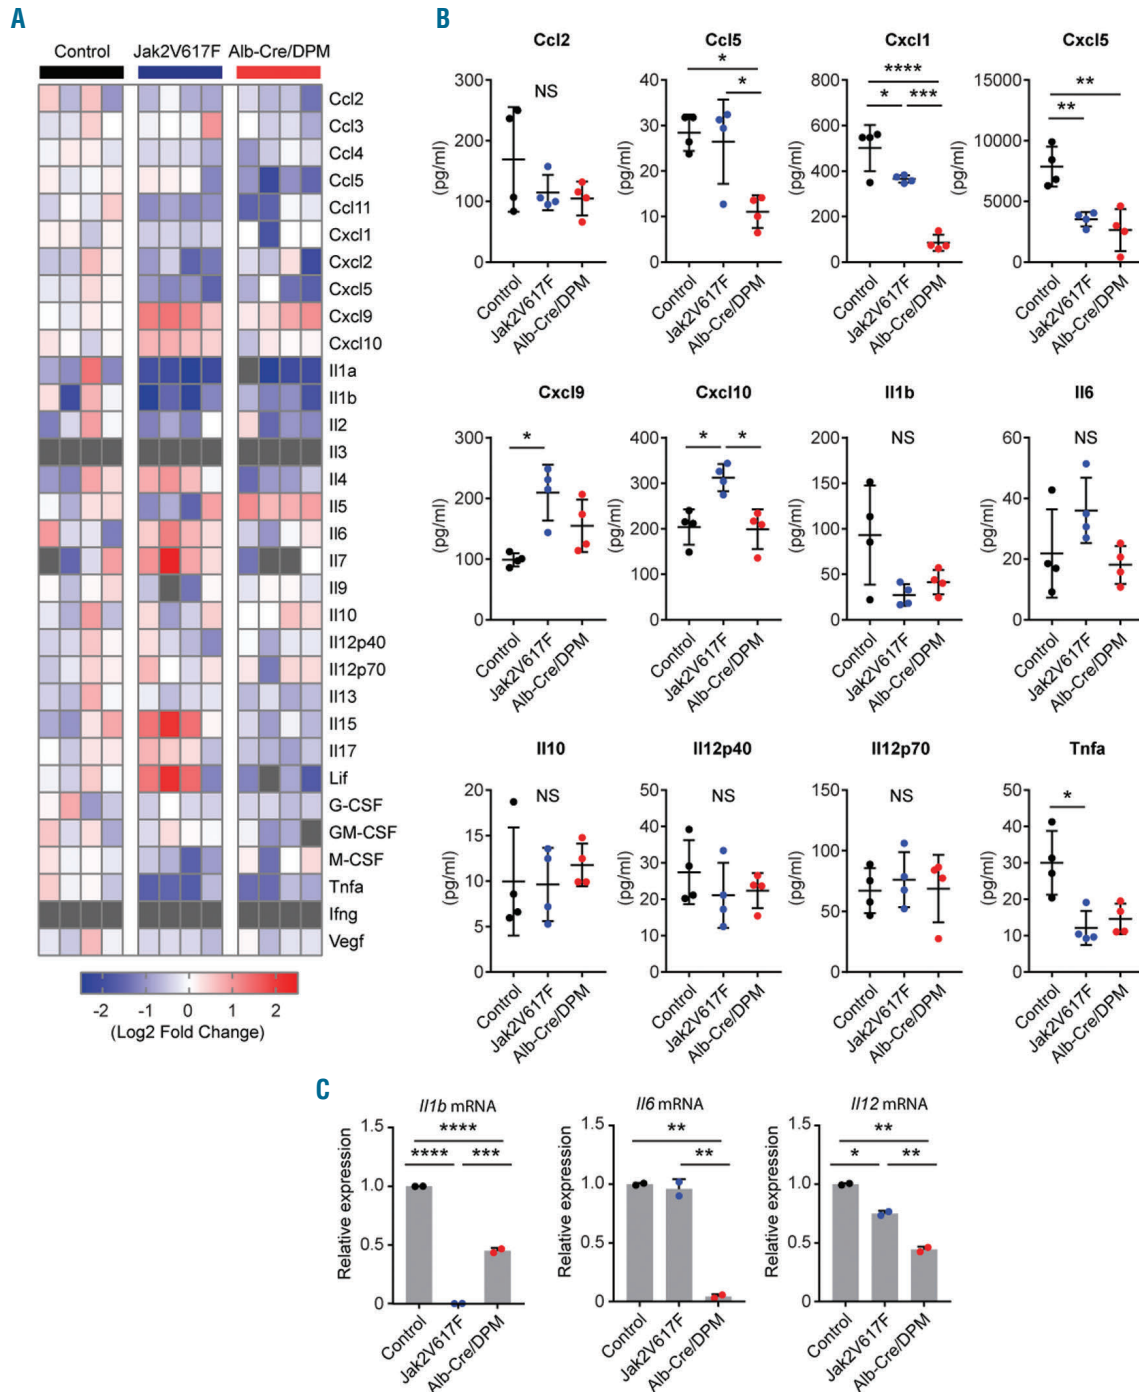 A
Control Jak2V617F Alb-Cre/DPM
Ccl2
Ccl3
Ccl4
Ccl5
Ccl11
Cxcl1
Cxcl2
Cxcl5
Cxcl9
Cxcl10
Il1a
Il1b
Il2
Il3
Il4
Il5
Il6
Il7
Il9
Il10
Il12p40
Il12p70
Il13
Il15
Il17
Lif
G-CSF
GM-CSF
M-CSF
Tnfa
Ifng
Vegf
-2 -1 0 1 2
(Log2 Fold Change)
B
Ccl2
NS
(pg/ml)
300
200
100
0
Control
Jak2V617F
Alb-Cre/DPM
Ccl5
*
*
(pg/ml)
40
30
20
10
0
Control
Jak2V617F
Alb-Cre/DPM
Cxcl1
****
* ***
(pg/ml)
800
600
400
200
0
Control
Jak2V617F
Alb-Cre/DPM
Cxcl5
**
**
(pg/ml)
15000
10000
5000
0
Control
Jak2V617F
Alb-Cre/DPM
Cxcl9
*
(pg/ml)
300
200
100
0
Control
Jak2V617F
Alb-Cre/DPM
Cxcl10
* *
(pg/ml)
400
300
200
100
0
Control
Jak2V617F
Alb-Cre/DPM
Il1b
NS
(pg/ml)
200
150
100
50
0
Control
Jak2V617F
Alb-Cre/DPM
Il6
NS
(pg/ml)
60
40
20
0
Control
Jak2V617F
Alb-Cre/DPM
Il10
NS
(pg/ml)
20
15
10
5
0
Control
Jak2V617F
Alb-Cre/DPM
Il12p40
NS
(pg/ml)
50
40
30
20
10
0
Control
Jak2V617F
Alb-Cre/DPM
Il12p70
NS
(pg/ml)
150
100
50
0
Control
Jak2V617F
Alb-Cre/DPM
Tnfa
*
(pg/ml)
50
40
30
20
10
0
Control
Jak2V617F
Alb-Cre/DPM
C
Il1b mRNA
****
**** ***
Relative expression
1.5
1.0
0.5
0
Control
Jak2V617F
Alb-Cre/DPM
Il6 mRNA
**
**
Relative expression
1.5
1.0
0.5
0
Control
Jak2V617F
Alb-Cre/DPM
Il12 mRNA
**
* **
Relative expression
1.5
1.0
0.5
0
Control
Jak2V617F
Alb-Cre/DPM